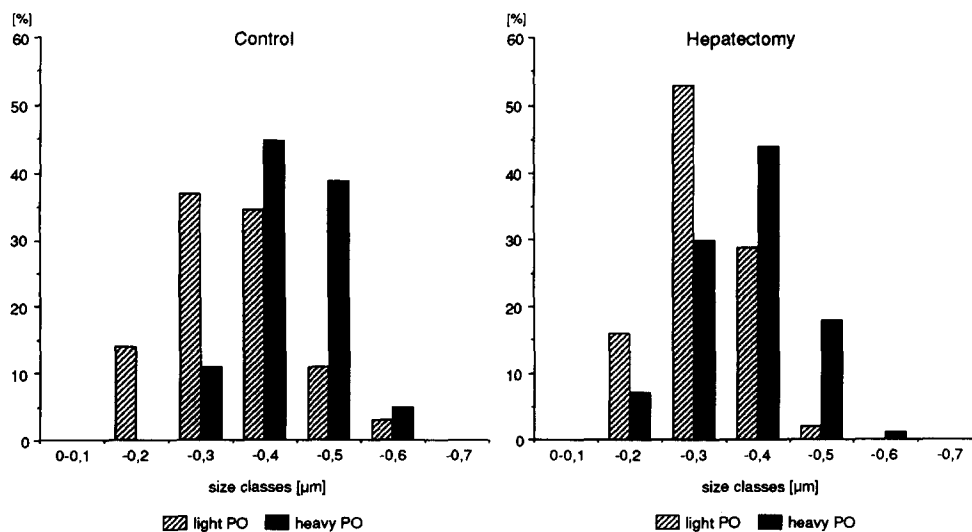 [%]
60
Control
50
40
30
20
10
0
0-0,1 -0,2 -0,3 -0,4 -0,5 -0,6 -0,7
size classes [µm]
light PO heavy PO
[%]
60
Hepatectomy
50
40
30
20
10
0
0-0,1 -0,2 -0,3 -0,4 -0,5 -0,6 -0,7
size classes [µm]
light PO heavy PO